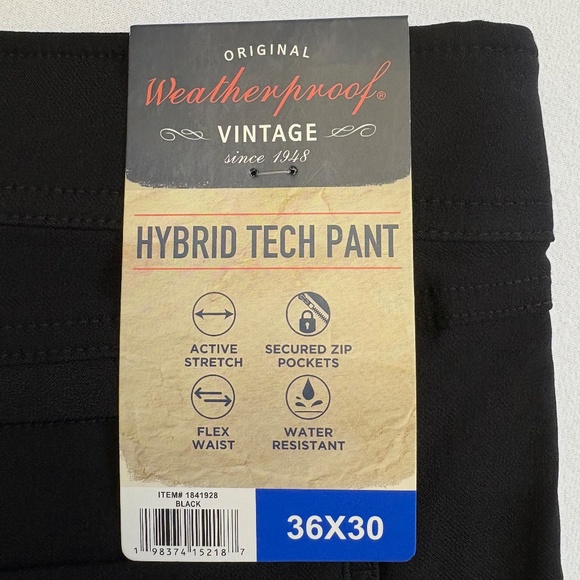 ORIGINAL
Weatherproof®
VINTAGE
since 1948
HYBRID TECH PANT
ACTIVE
STRETCH
SECURED ZIP
POCKETS
FLEX
WAIST
WATER
RESISTANT
ITEM# 1841928
BLACK
1 98374 15218 7
36X30